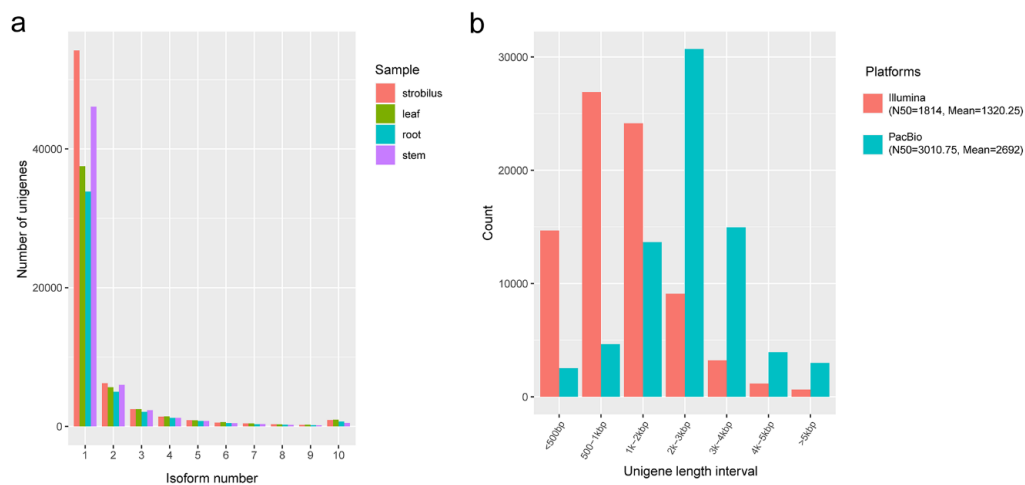 a
Number of unigenes
40000
20000
0
1 2 3 4 5 6 7 8 9 10
Isoform number
Sample
strobilus
leaf
root
stem
b
Count
30000
20000
10000
0
<500bp 500-1kbp 1k-2kbp 2k-3kbp 3k-4kbp 4k-5kbp >5kbp
Unigene length interval
Platforms
Illumina
(N50=1814, Mean=1320.25)
PacBio
(N50=3010.75, Mean=2692)